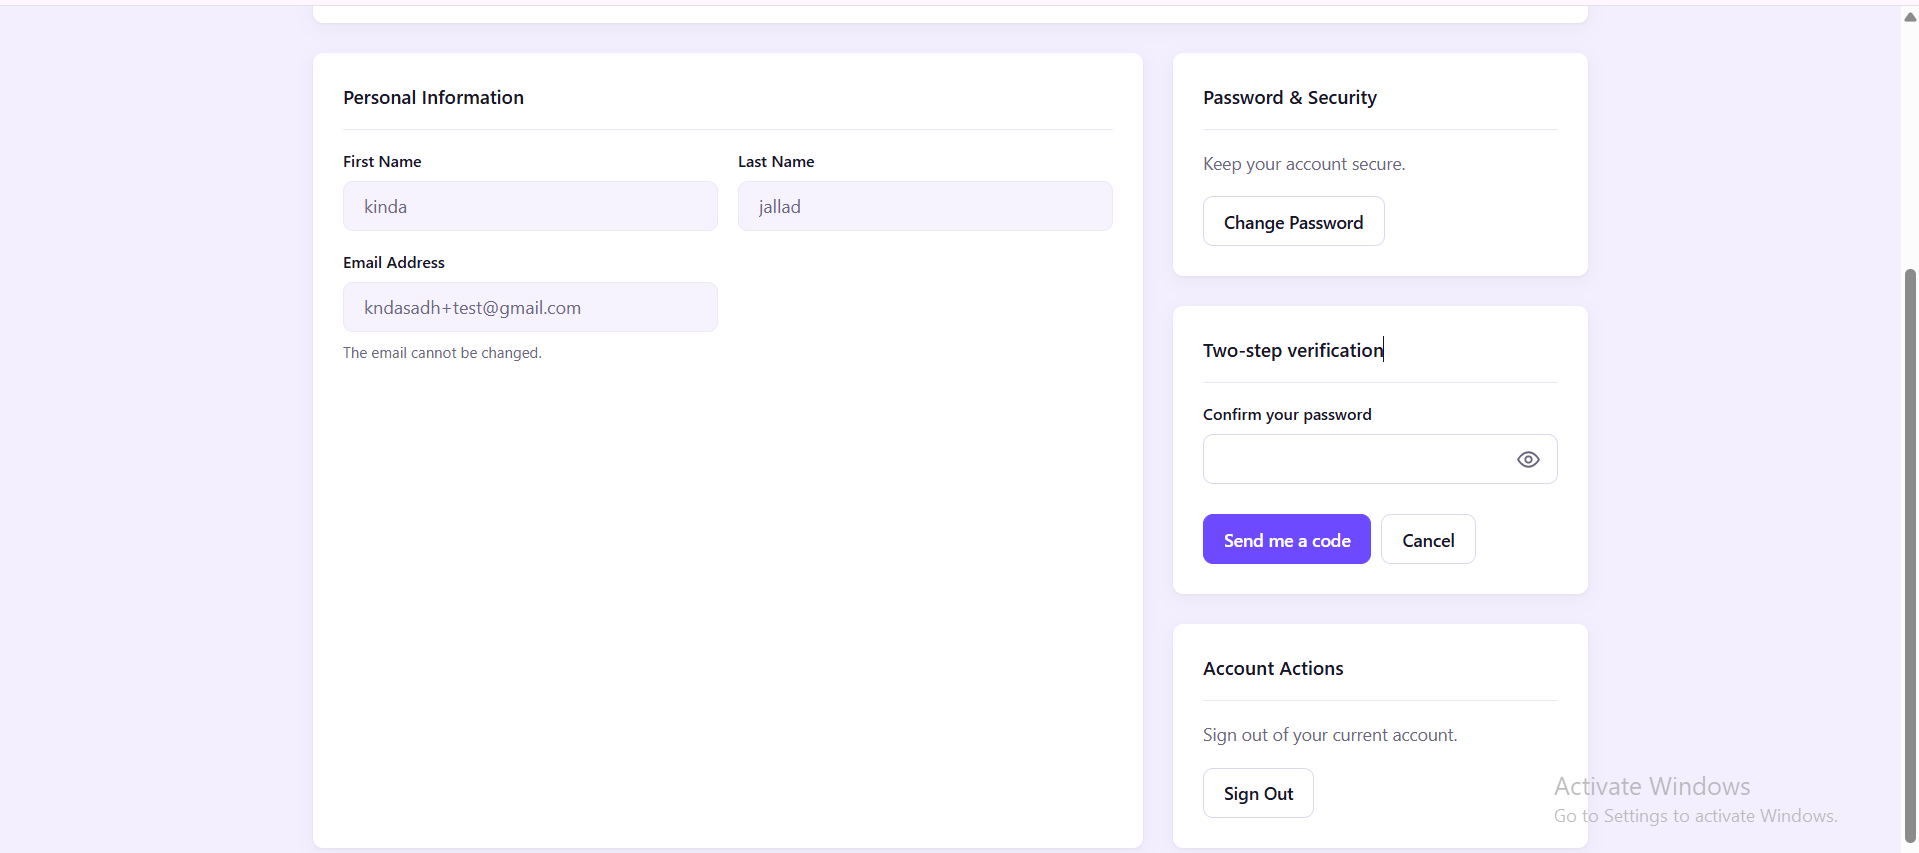 Personal Information
First Name
Last Name
kinda
jallad
Email Address
kndasadh+test@gmail.com
The email cannot be changed.
Password & Security
Keep your account secure.
Change Password
Two-step verification
Confirm your password
Send me a code
Cancel
Account Actions
Sign out of your current account.
Sign Out
Activate Windows
Go to Settings to activate Windows.